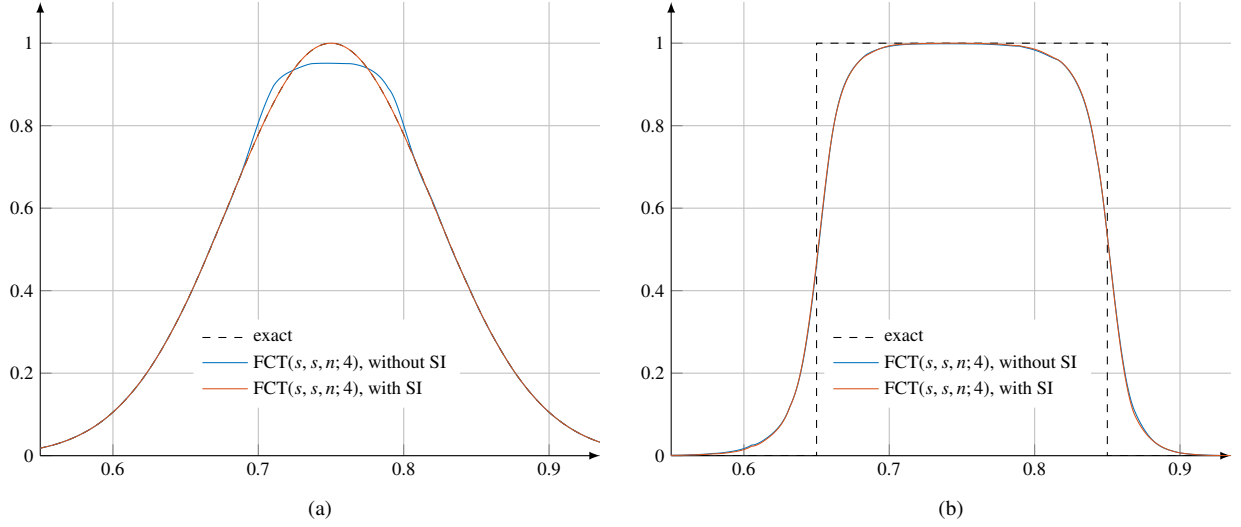 1
0.8
0.6
0.4
0.2
0
0.6
0.7
0.8
0.9
exact
FCT(s, s, n; 4), without SI
FCT(s, s, n; 4), with SI
(a)
1
0.8
0.6
0.4
0.2
0
0.6
0.7
0.8
0.9
exact
FCT(s, s, n; 4), without SI
FCT(s, s, n; 4), with SI
(b)